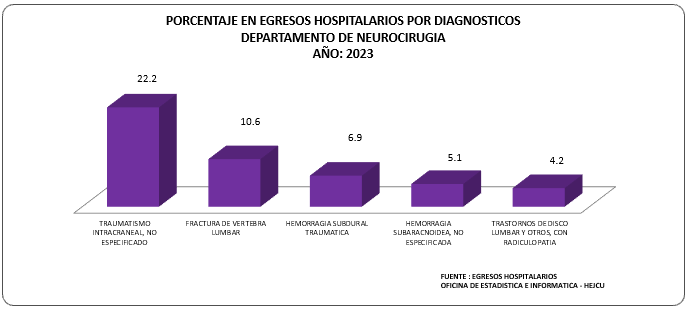 PORCENTAJE EN EGRESOS HOSPITALARIOS POR DIAGNOSTICOS
DEPARTAMENTO DE NEUROCIRUGIA
AÑO: 2023
22.2
10.6
6.9
5.1
4.2
TRAUMATISMO
INTRACRANEAL, NO
ESPECIFICADO
FRACTURA DE VERTEBRA
LUMBAR
HEMORRAGIA SUBDURAL
TRAUMATICA
HEMORRAGIA
SUBARACNOIDEA, NO
ESPECIFICADA
TRASTORNOS DE DISCO
LUMBAR Y OTROS, CON
RADICULOPATIA
FUENTE : EGRESOS HOSPITALARIOS
OFICINA DE ESTADISTICA E INFORMATICA - HEJCU